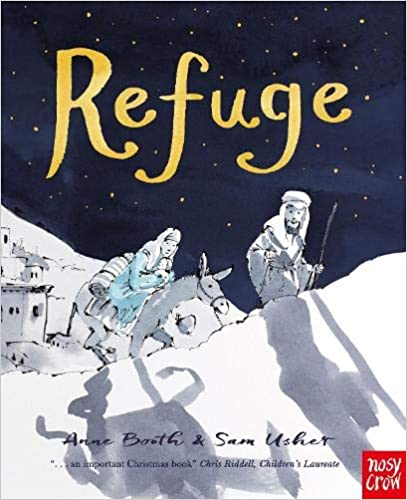 Refuge
Anne Booth & Sam Usher
“. . . an important Christmas book” Chris Riddell, Children’s Laureate
nosy
crow